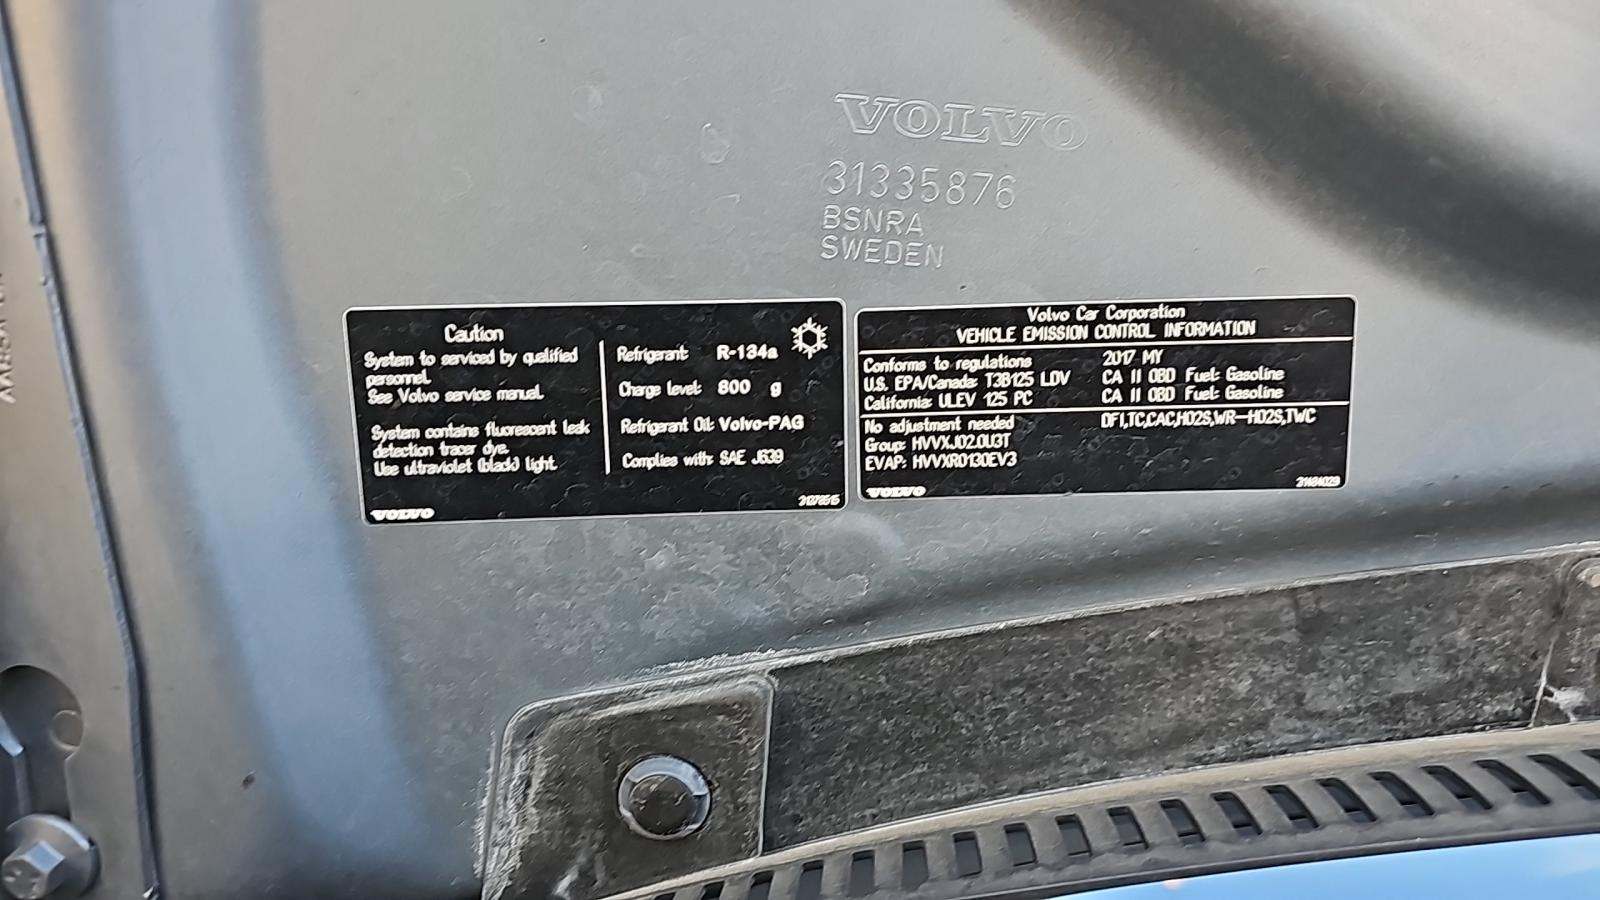 VOLVO
31335876
BSNRA
SWEDEN
Caution
System to serviced by qualified
personnel.
See Volvo service manual.
System contains fluorescent leak
detection tracer dye.
Use ultraviolet (black) light.
Refrigerant: R-134a
Charge level: 800 g
Refrigerant Oil: Volvo-PAG
Complies with: SAE J639
VOLVO
Volvo Car Corporation
VEHICLE EMISSION CONTROL INFORMATION
Conforms to regulations 2017 MY
U.S. EPA/Canada: T3B125 LDV CA II OBD Fuel: Gasoline
California: ULEV 125 PC CA II OBD Fuel: Gasoline
No adjustment needed DFI,TC,CAC,HO2S,WR-HO2S,TWC
Group: HVVXJ02.0U3T
EVAP: HVVXR0130EV3
VOLVO 31464029